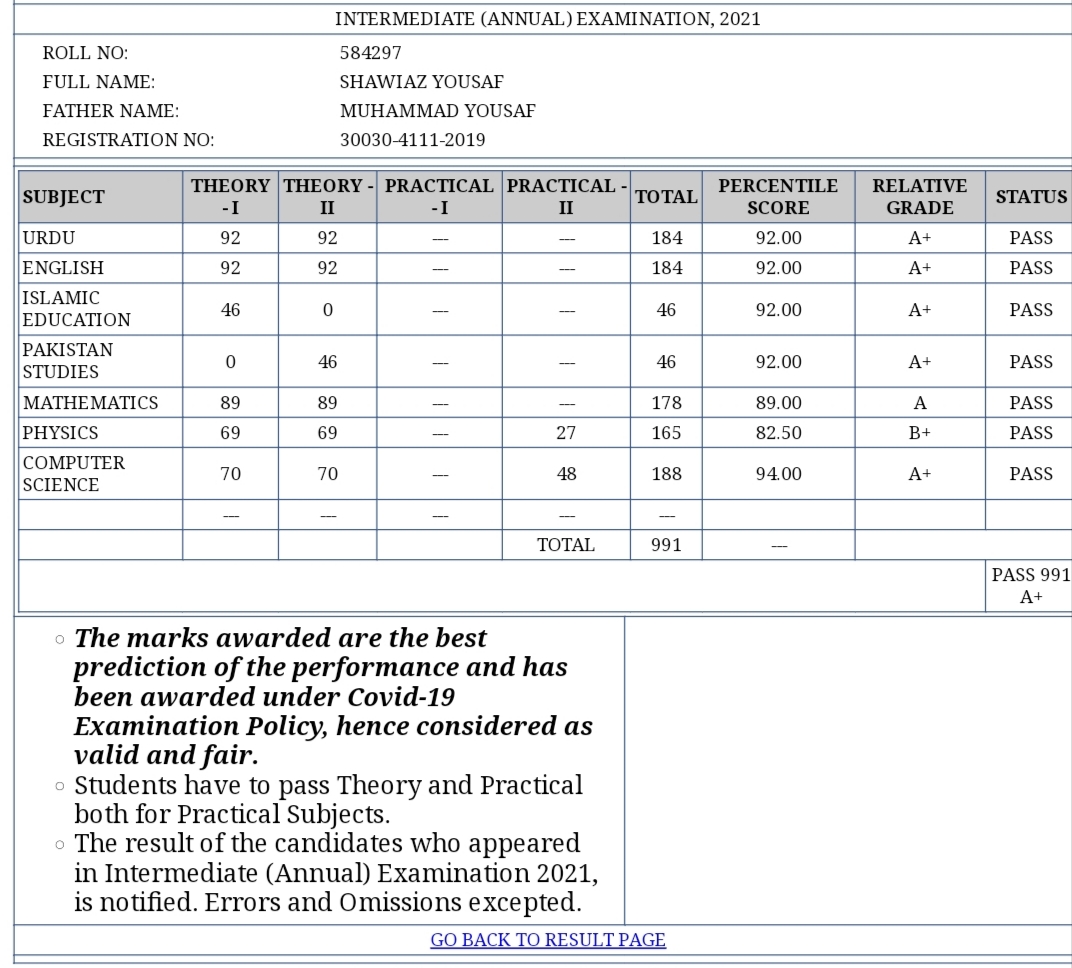 INTERMEDIATE (ANNUAL) EXAMINATION, 2021
ROLL NO: 584297
FULL NAME: SHAWIAZ YOUSAF
FATHER NAME: MUHAMMAD YOUSAF
REGISTRATION NO: 30030-4111-2019
SUBJECT THEORY - I THEORY - II PRACTICAL - I PRACTICAL - II TOTAL PERCENTILE SCORE RELATIVE GRADE STATUS
URDU 92 92 --- --- 184 92.00 A+ PASS
ENGLISH 92 92 --- --- 184 92.00 A+ PASS
ISLAMIC EDUCATION 46 0 --- --- 46 92.00 A+ PASS
PAKISTAN STUDIES 0 46 --- --- 46 92.00 A+ PASS
MATHEMATICS 89 89 --- --- 178 89.00 A PASS
PHYSICS 69 69 --- 27 165 82.50 B+ PASS
COMPUTER SCIENCE 70 70 --- 48 188 94.00 A+ PASS
--- --- --- --- ---
TOTAL 991 ---
PASS 991
A+
The marks awarded are the best
prediction of the performance and has
been awarded under Covid-19
Examination Policy, hence considered as
valid and fair.
Students have to pass Theory and Practical
both for Practical Subjects.
The result of the candidates who appeared
in Intermediate (Annual) Examination 2021,
is notified. Errors and Omissions excepted.
GO BACK TO RESULT PAGE